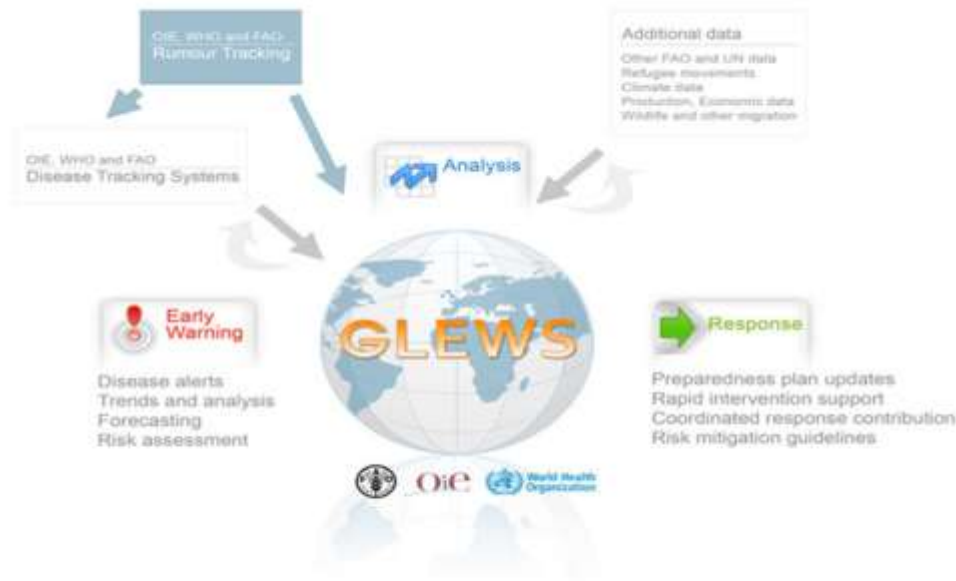 OIE, WHO and FAO
Rumour Tracking
Additional data
Other FAO and UN data
Refugee movements
Climate data
Production, Economic data
Wildlife and other migration
OIE, WHO and FAO
Disease Tracking Systems
Analysis
Early
Warning
Disease alerts
Trends and analysis
Forecasting
Risk assessment
GLEWS
Response
Preparedness plan updates
Rapid intervention support
Coordinated response contribution
Risk mitigation guidelines
Oie
World Health
Organization